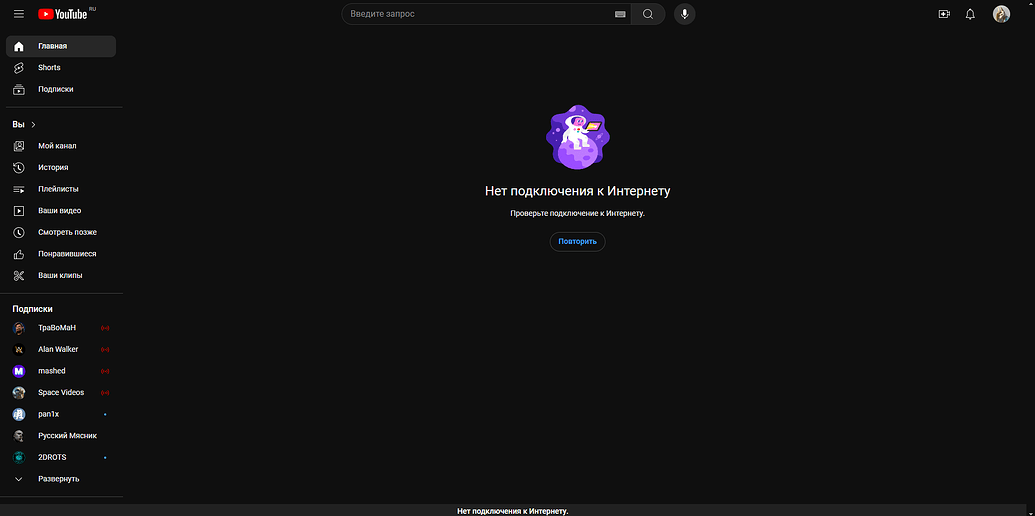 YouTube RU
Введите запрос
Главная
Shorts
Подписки
Вы
Мой канал
История
Плейлисты
Ваши видео
Смотреть позже
Понравившиеся
Ваши клипы
Подписки
ТраВоМаН
Alan Walker
mashed
Space Videos
pan1x
Русский Мясник
2DROTS
Развернуть
Нет подключения к Интернету
Проверьте подключение к Интернету.
Повторить
Нет подключения к Интернету.